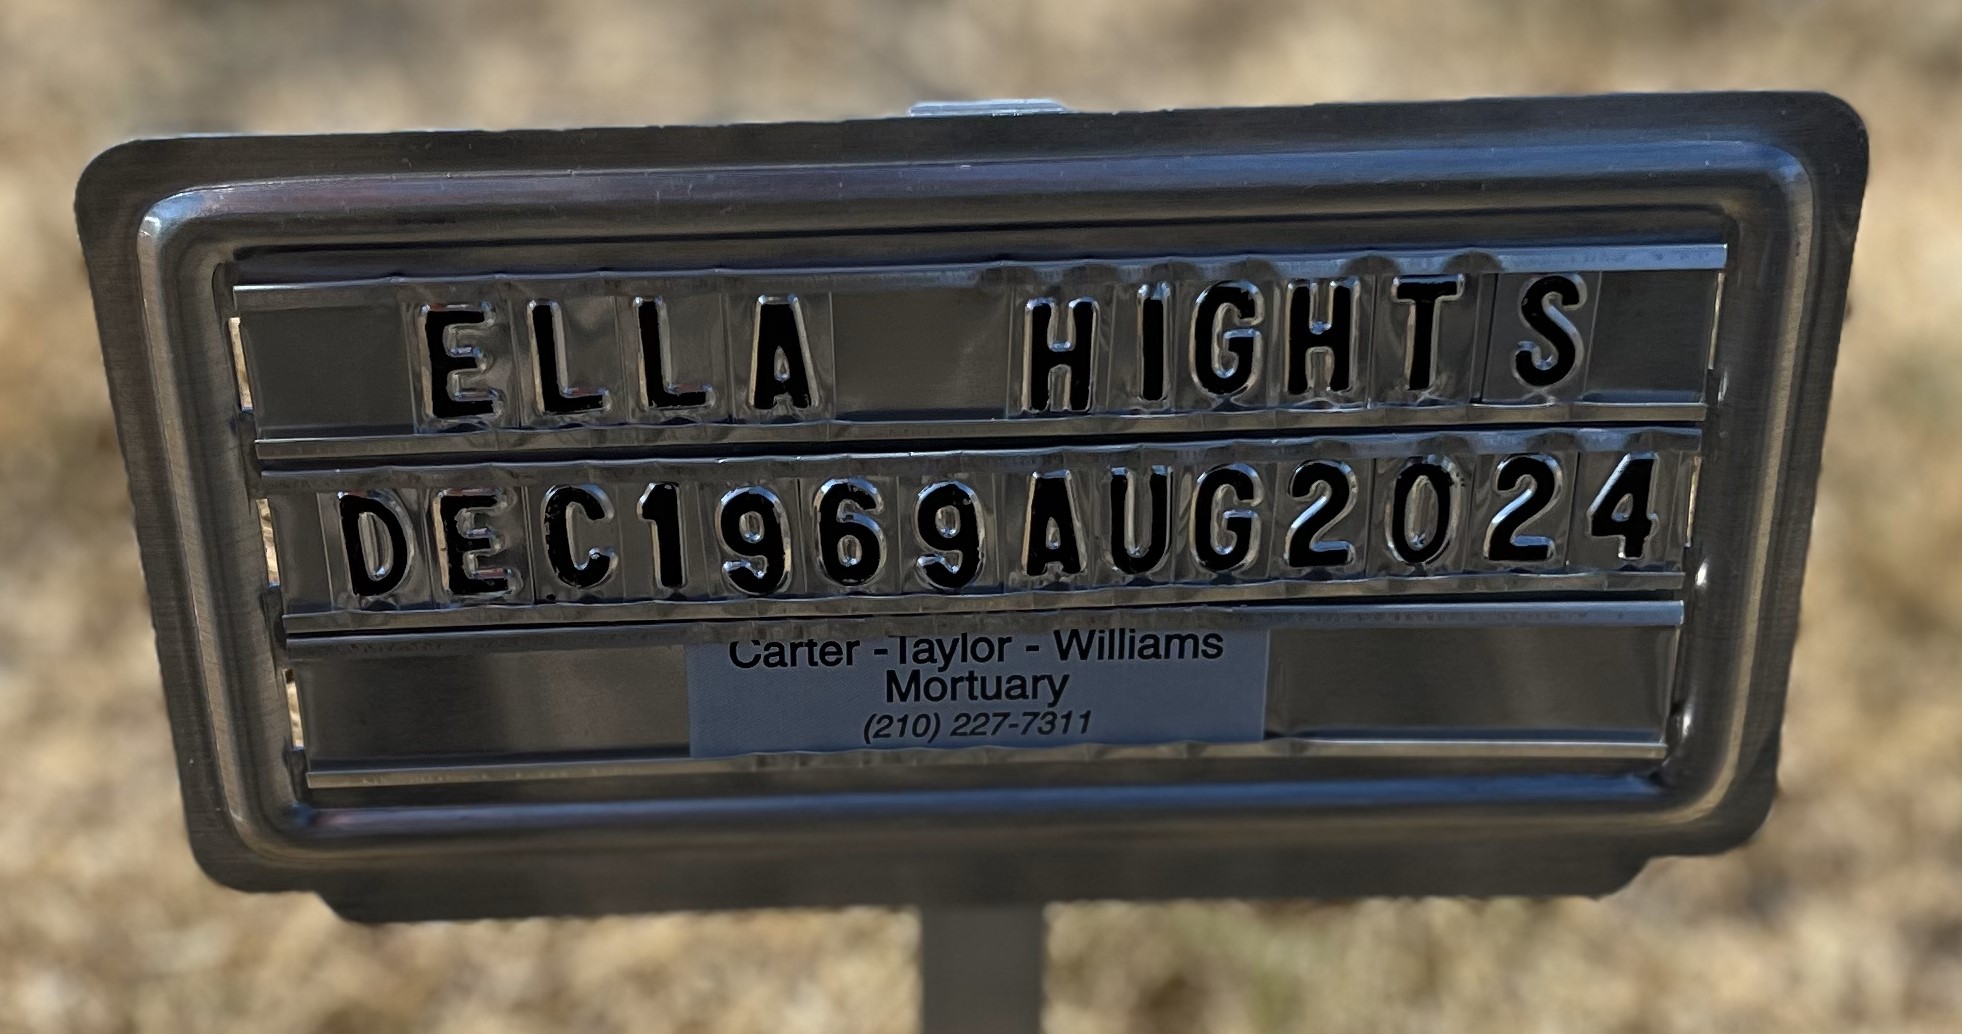 ELLA HIGHTS
DEC1969AUG2024
Carter -Taylor - Williams
Mortuary
(210) 227-7311